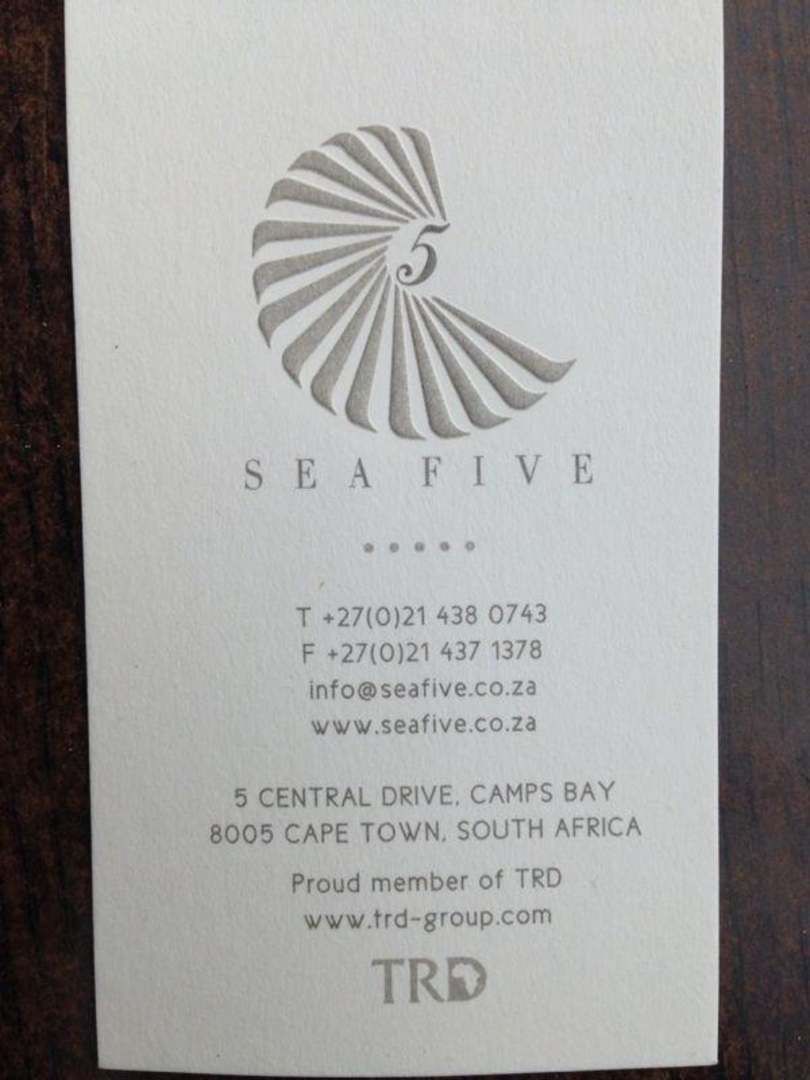 5
SEA FIVE
T +27(0)21 438 0743
F +27(0)21 437 1378
info@seafive.co.za
www.seafive.co.za
5 CENTRAL DRIVE, CAMPS BAY
8005 CAPE TOWN, SOUTH AFRICA
Proud member of TRD
www.trd-group.com
TRD